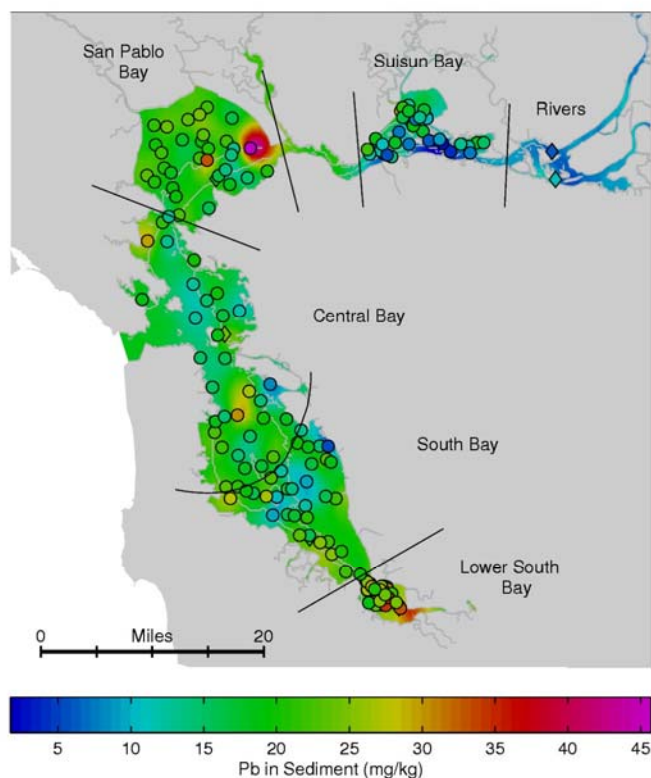 San Pablo
Bay
Suisun Bay
Rivers
Central Bay
South Bay
Lower South
Bay
0 Miles 20
5 10 15 20 25 30 35 40 45
Pb in Sediment (mg/kg)